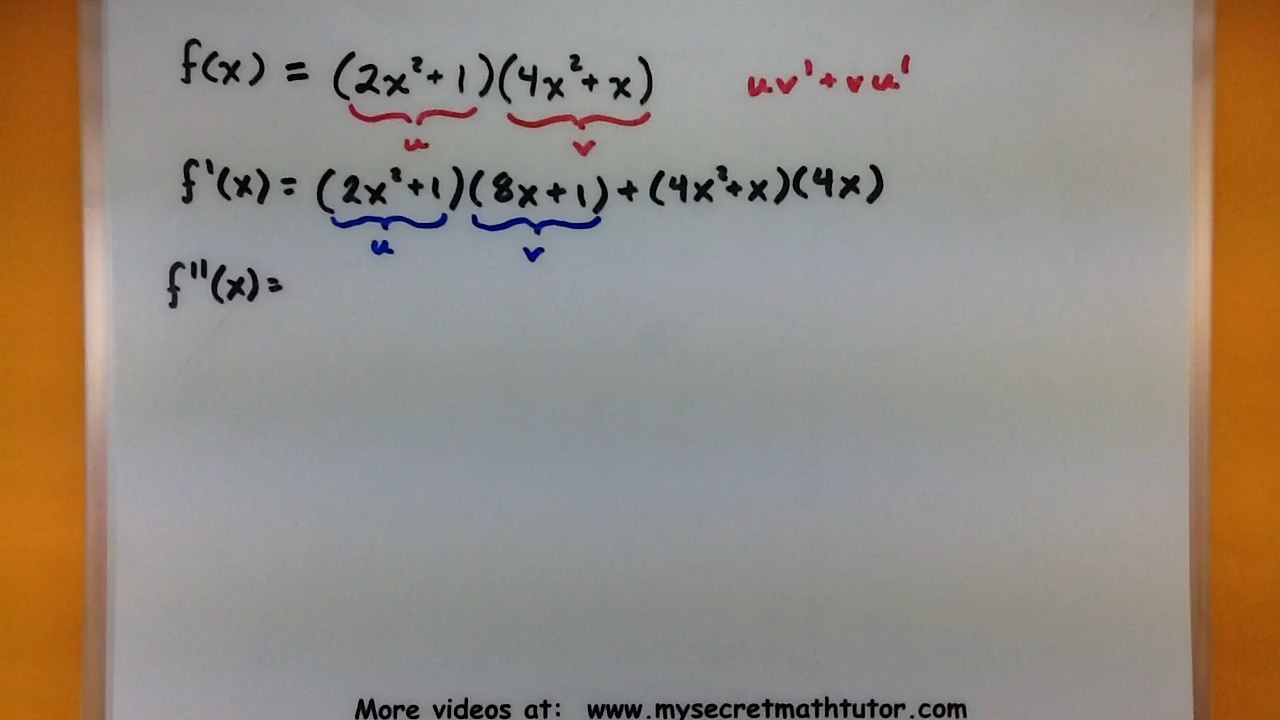 f(x) = (2x²+1)(4x²+x) uv'+vu'
u v
f'(x) = (2x²+1)(8x+1)+(4x²+x)(4x)
u v
f''(x)=
More videos at: www.mysecretmathtutor.com